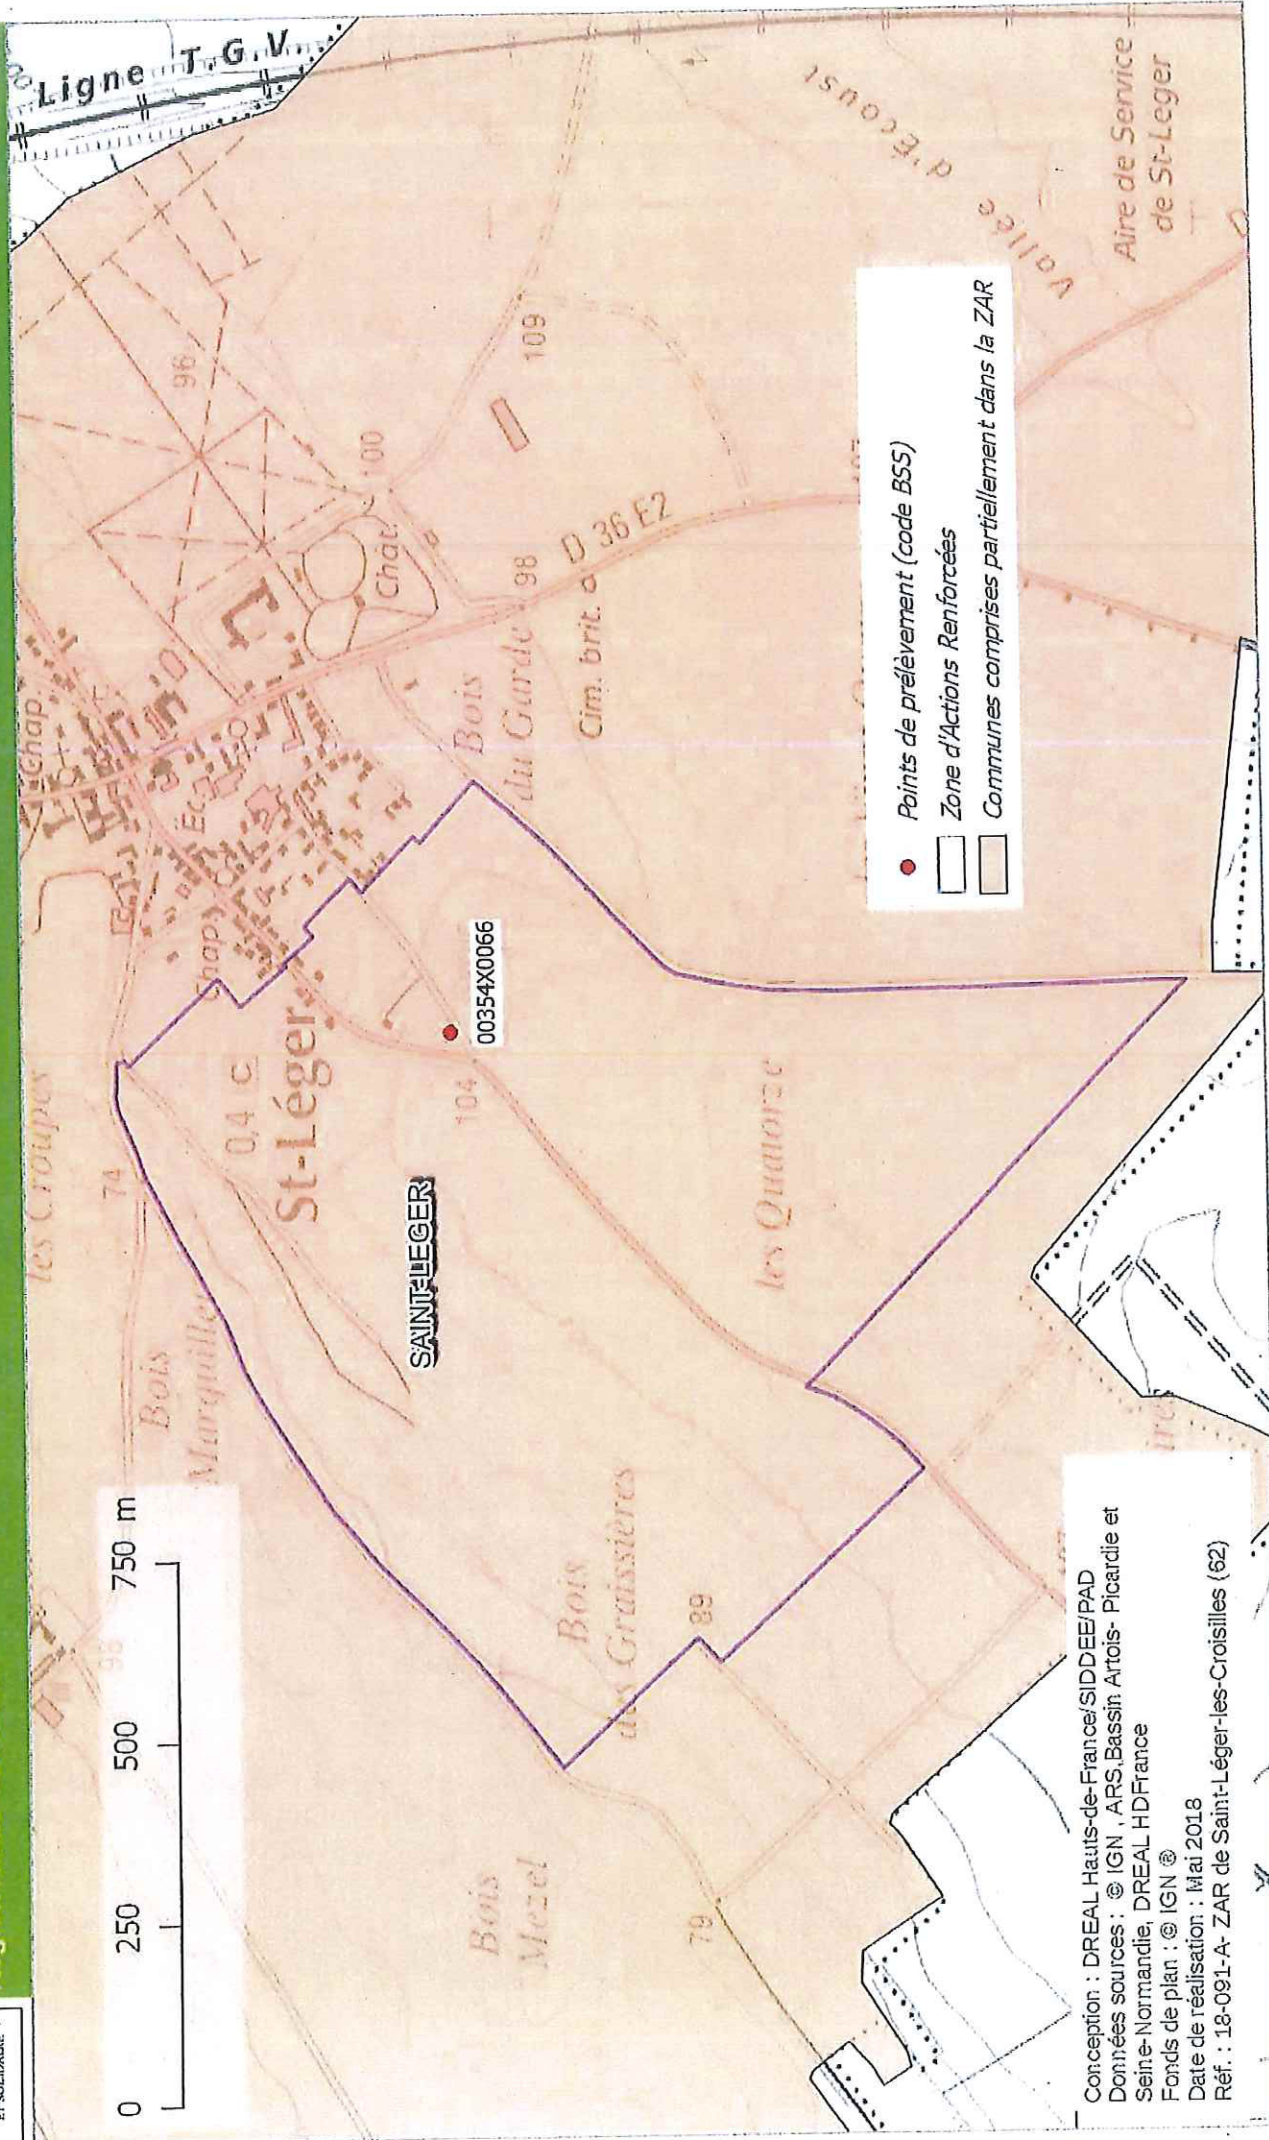 Ligne T.G.V.
Aire de Service
de St-Leger
Vallée
d'Écoust
96
100
109
Chât.
98
D 36 E2
Cim. brit.
Bois
du Garde
Chap.
Éc.
Chap.
St-Léger
0,4 C
74
les Croupes
104
00354X0066
SAINT-LEGER
les Quatorze
Bois
Marquilles
Bois
des Graissières
89
Bois
Mezel
79
98
0 250 500 750 m
Points de prélèvement (code BSS)
Zone d'Actions Renforcées
Communes comprises partiellement dans la ZAR
Conception : DREAL Hauts-de-France/SIDDEE/PAD
Données sources : © IGN , ARS,Bassin Artois- Picardie et
Seine-Normandie, DREAL HDFrance
Fonds de plan : © IGN ®
Date de réalisation : Mai 2018
Réf. : 18-091-A- ZAR de Saint-Léger-les-Croisilles (62)